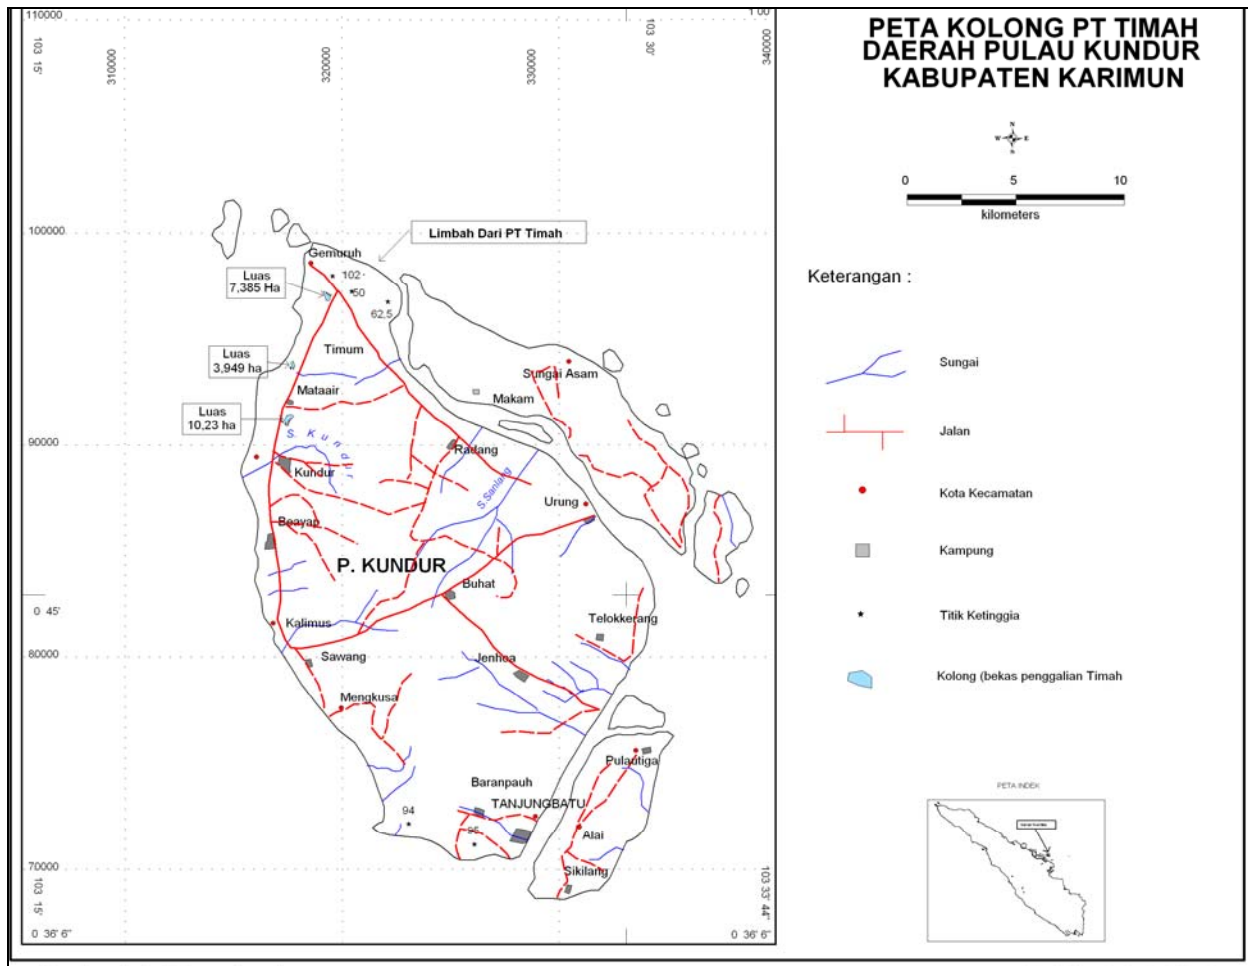 PETA KOLONG PT TIMAH
DAERAH PULAU KUNDUR
KABUPATEN KARIMUN
N
W E
S
0 5 10
kilometers
Keterangan :
Sungai
Jalan
Kota Kecamatan
Kampung
Titik Ketinggia
Kolong (bekas penggalian Timah
PETA INDEK
110000
103 15'
310000
320000
330000
103 30'
340000
100000
Limbah Dari PT Timah
Gemuruh
Luas
7,385 Ha
102
50
62,5
Timum
Luas
3,949 ha
Sungai Asam
Mataair
Makam
Luas
10,23 ha
90000
S. Kundur
Radang
Kundur
S.Sanlang
Urung
Beayap
P. KUNDUR
Buhat
0 45'
Telokkerang
Kalimus
80000
Sawang
Jenhoa
Mengkusa
Pulautiga
Baranpauh
TANJUNGBATU
94
95
Alai
70000
Sikilang
103 15'
103 33' 44"
0 36' 6"
0 36' 6"